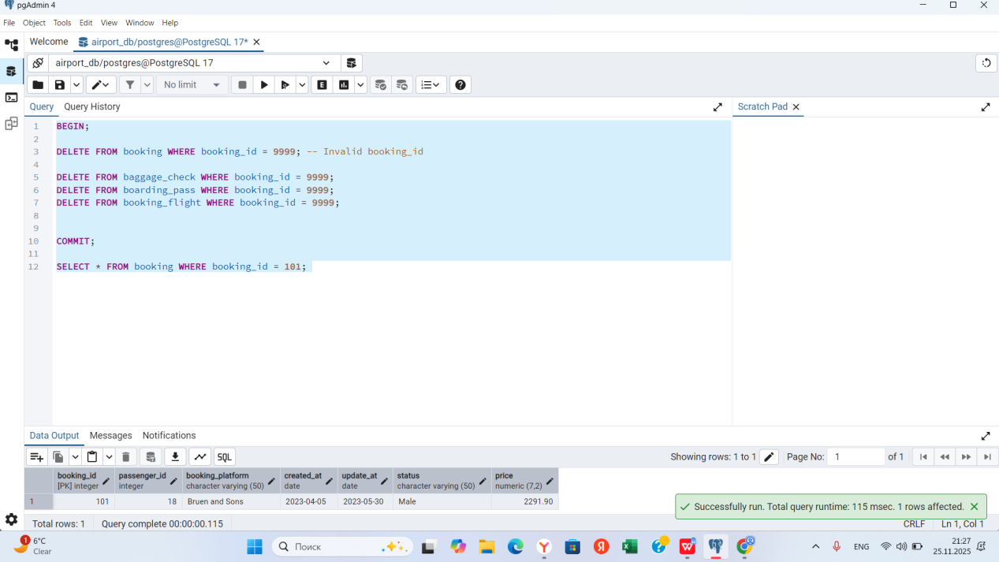 pgAdmin 4
File Object Tools Edit View Window Help
Welcome airport_db/postgres@PostgreSQL 17*
airport_db/postgres@PostgreSQL 17
No limit
E
Query Query History
Scratch Pad
1 BEGIN;
2
3 DELETE FROM booking WHERE booking_id = 9999; -- Invalid booking_id
4
5 DELETE FROM baggage_check WHERE booking_id = 9999;
6 DELETE FROM boarding_pass WHERE booking_id = 9999;
7 DELETE FROM booking_flight WHERE booking_id = 9999;
8
9
10 COMMIT;
11
12 SELECT * FROM booking WHERE booking_id = 101;
Data Output Messages Notifications
SQL Showing rows: 1 to 1 Page No: 1 of 1
booking_id passenger_id booking_platform created_at update_at status price
[PK] integer integer character varying (50) date date character varying (50) numeric (7,2)
1 101 18 Bruen and Sons 2023-04-05 2023-05-30 Male 2291.90
Successfully run. Total query runtime: 115 msec. 1 rows affected.
Total rows: 1 Query complete 00:00:00.115 CRLF Ln 1, Col 1
1 6°C
Clear
Поиск
ENG
21:27
25.11.2025